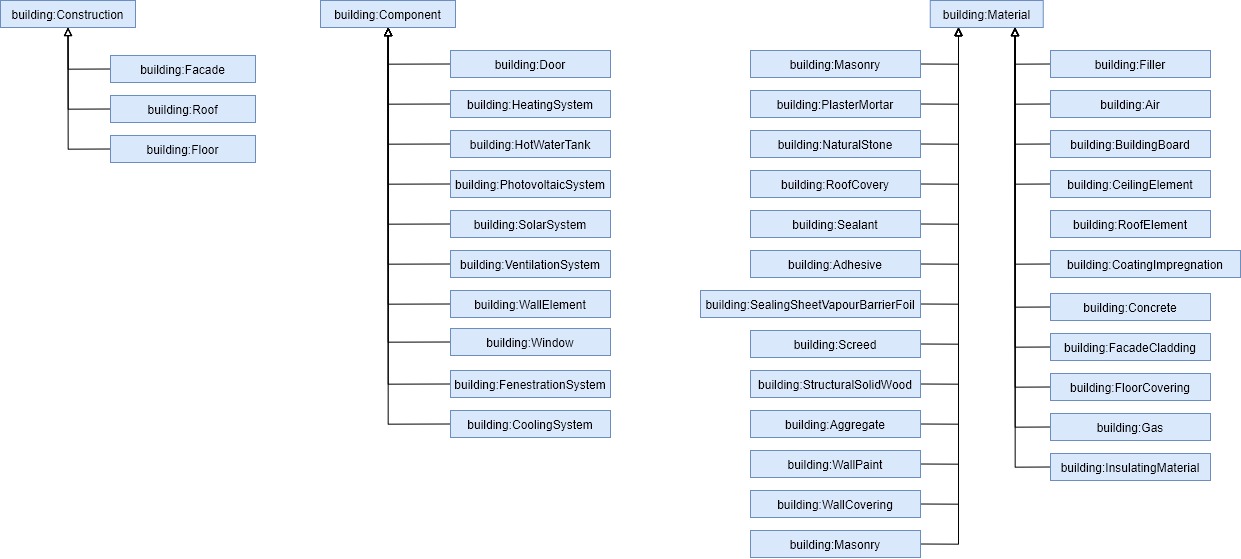 building:Construction
building:Facade
building:Roof
building:Floor
building:Component
building:Door
building:HeatingSystem
building:HotWaterTank
building:PhotovoltaicSystem
building:SolarSystem
building:VentilationSystem
building:WallElement
building:Window
building:FenestrationSystem
building:CoolingSystem
building:Material
building:Masonry
building:PlasterMortar
building:NaturalStone
building:RoofCovery
building:Sealant
building:Adhesive
building:SealingSheetVapourBarrierFoil
building:Screed
building:StructuralSolidWood
building:Aggregate
building:WallPaint
building:WallCovering
building:Masonry
building:Filler
building:Air
building:BuildingBoard
building:CeilingElement
building:RoofElement
building:CoatingImpregnation
building:Concrete
building:FacadeCladding
building:FloorCovering
building:Gas
building:InsulatingMaterial